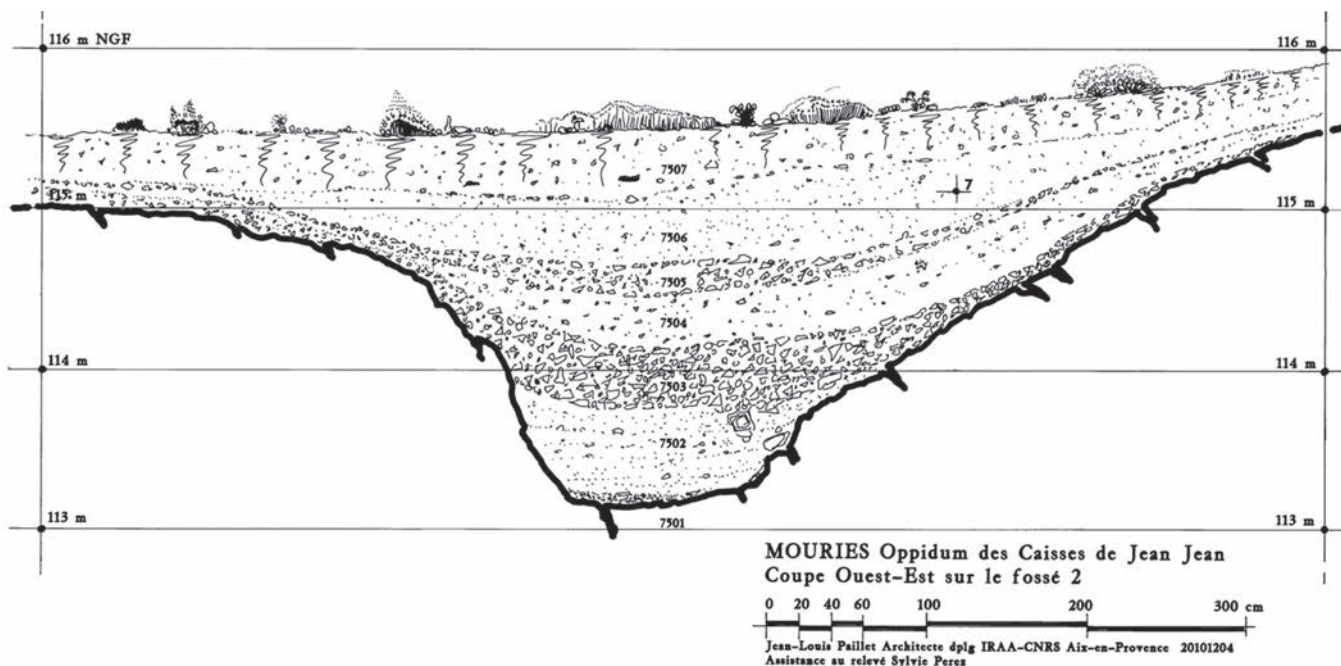 116 m NGF
116 m
7507
7
115 m
115 m
7506
7505
7504
114 m
114 m
7503
7502
113 m
7501
113 m
MOURIES Oppidum des Caisses de Jean Jean
Coupe Ouest-Est sur le fossé 2
0 20 40 60 100 200 300 cm
Jean-Louis Paillet Architecte dplg IRAA-CNRS Aix-en-Provence 20101204
Assistance au relevé Sylvie Perez